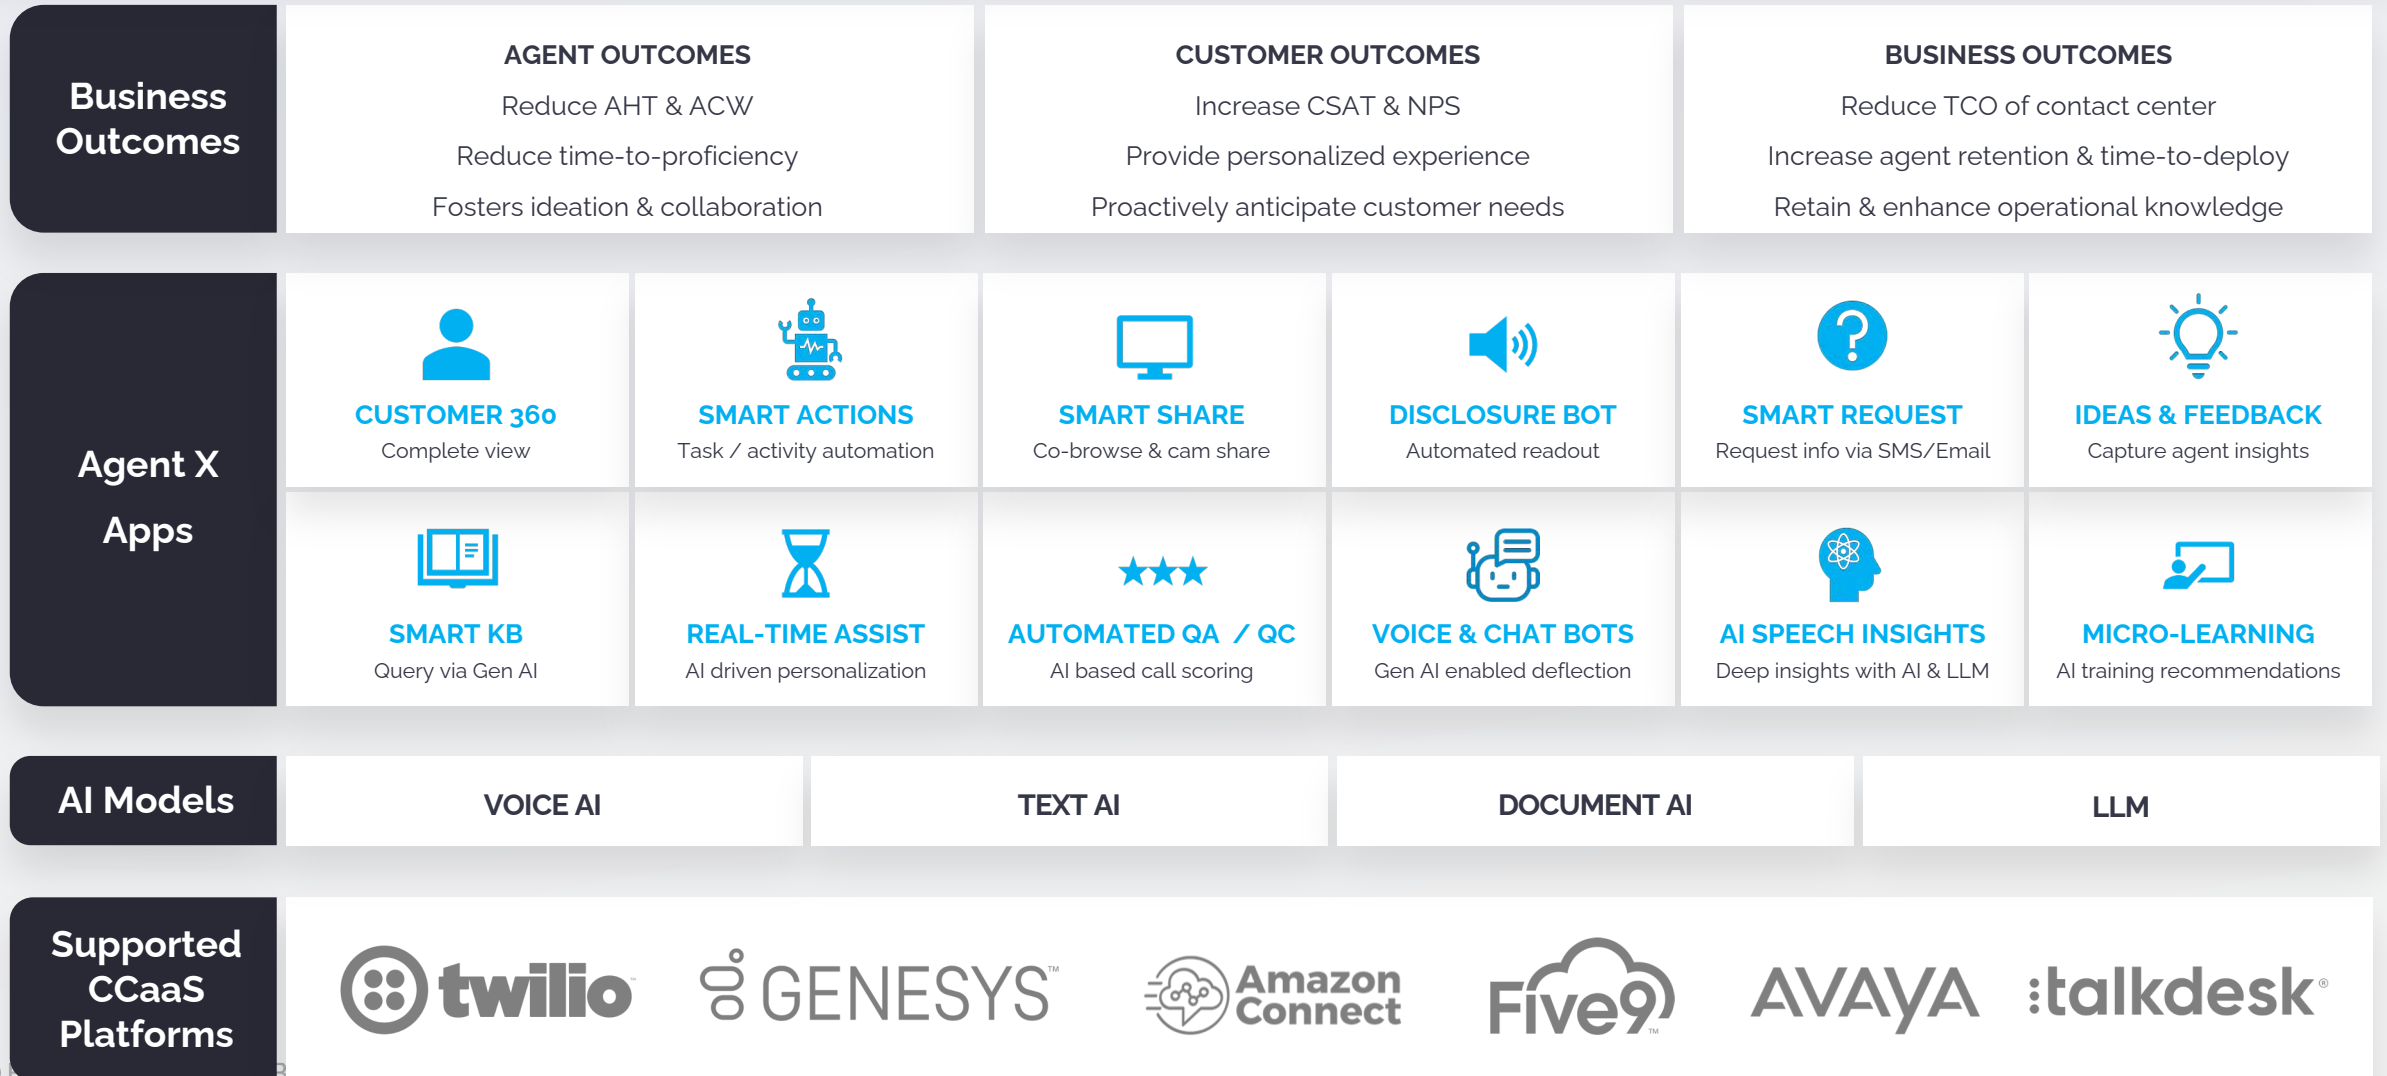 Business
Outcomes
AGENT OUTCOMES
Reduce AHT & ACW
Reduce time-to-proficiency
Fosters ideation & collaboration
CUSTOMER OUTCOMES
Increase CSAT & NPS
Provide personalized experience
Proactively anticipate customer needs
BUSINESS OUTCOMES
Reduce TCO of contact center
Increase agent retention & time-to-deploy
Retain & enhance operational knowledge
Agent X
Apps
CUSTOMER 360
Complete view
SMART ACTIONS
Task / activity automation
SMART SHARE
Co-browse & cam share
DISCLOSURE BOT
Automated readout
SMART REQUEST
Request info via SMS/Email
IDEAS & FEEDBACK
Capture agent insights
SMART KB
Query via Gen AI
REAL-TIME ASSIST
AI driven personalization
AUTOMATED QA / QC
AI based call scoring
VOICE & CHAT BOTS
Gen AI enabled deflection
AI SPEECH INSIGHTS
Deep insights with AI & LLM
MICRO-LEARNING
AI training recommendations
AI Models
VOICE AI
TEXT AI
DOCUMENT AI
LLM
Supported
CCaaS
Platforms
twilio™
GENESYS™
Amazon
Connect
Five9™
AVAYA
:talkdesk®